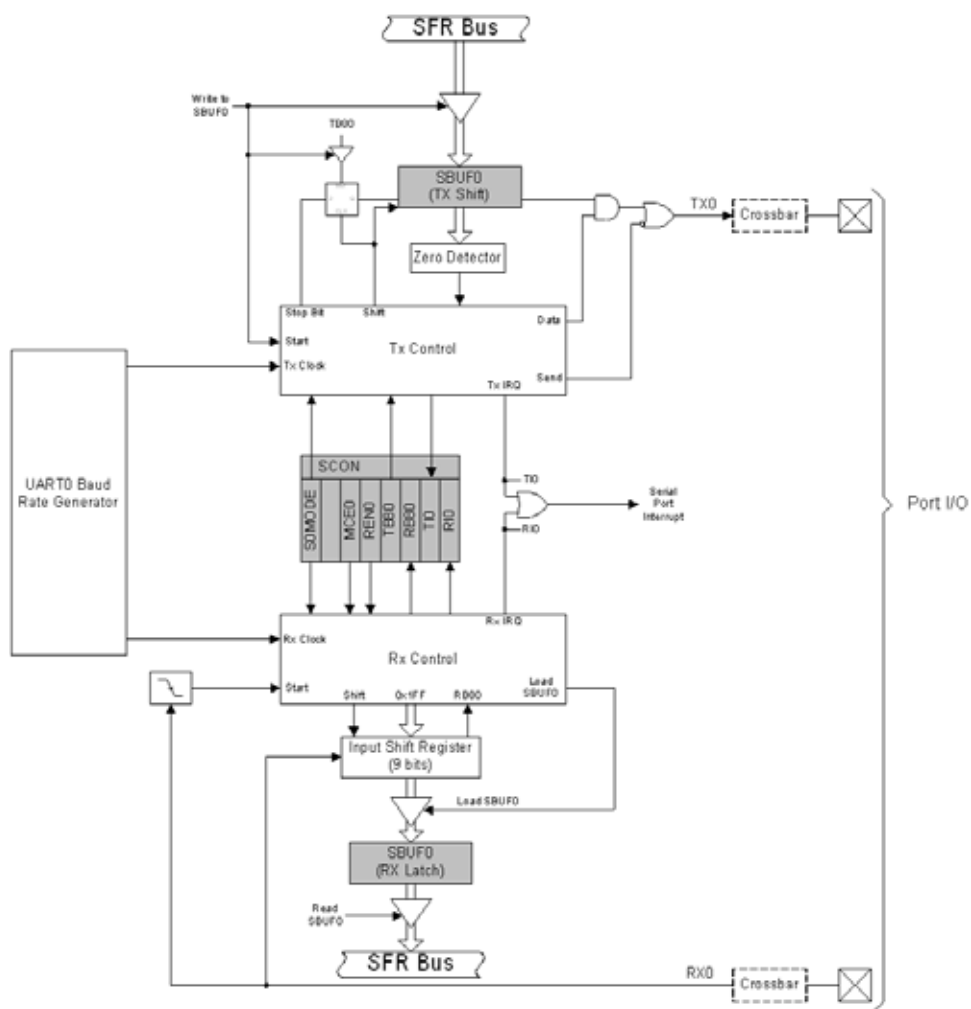 SFR Bus
Write to
SBUF0
TB80
SBUF0
(TX Shift)
TX0
Crossbar
Zero Detector
Stop Bit
Shift
Data
Start
Tx Control
Tx Clock
Send
Tx IRQ
UART0 Baud
Rate Generator
SCON
S0MODE
MCE0
REN0
TB80
RB80
TI0
RI0
TI0
Serial
Port
Interrupt
RI0
Port I/O
Rx IRQ
Rx Clock
Rx Control
Start
Load
SBUF0
Shift
0x1FF
RB80
Input Shift Register
(9 bits)
Load SBUF0
SBUF0
(RX Latch)
Read
SBUF0
SFR Bus
RX0
Crossbar